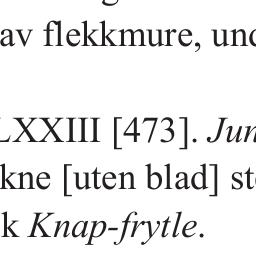 av flekkmure, und
LXXIII [473]. Jun
kne [uten blad] st
k Knap-frytle.